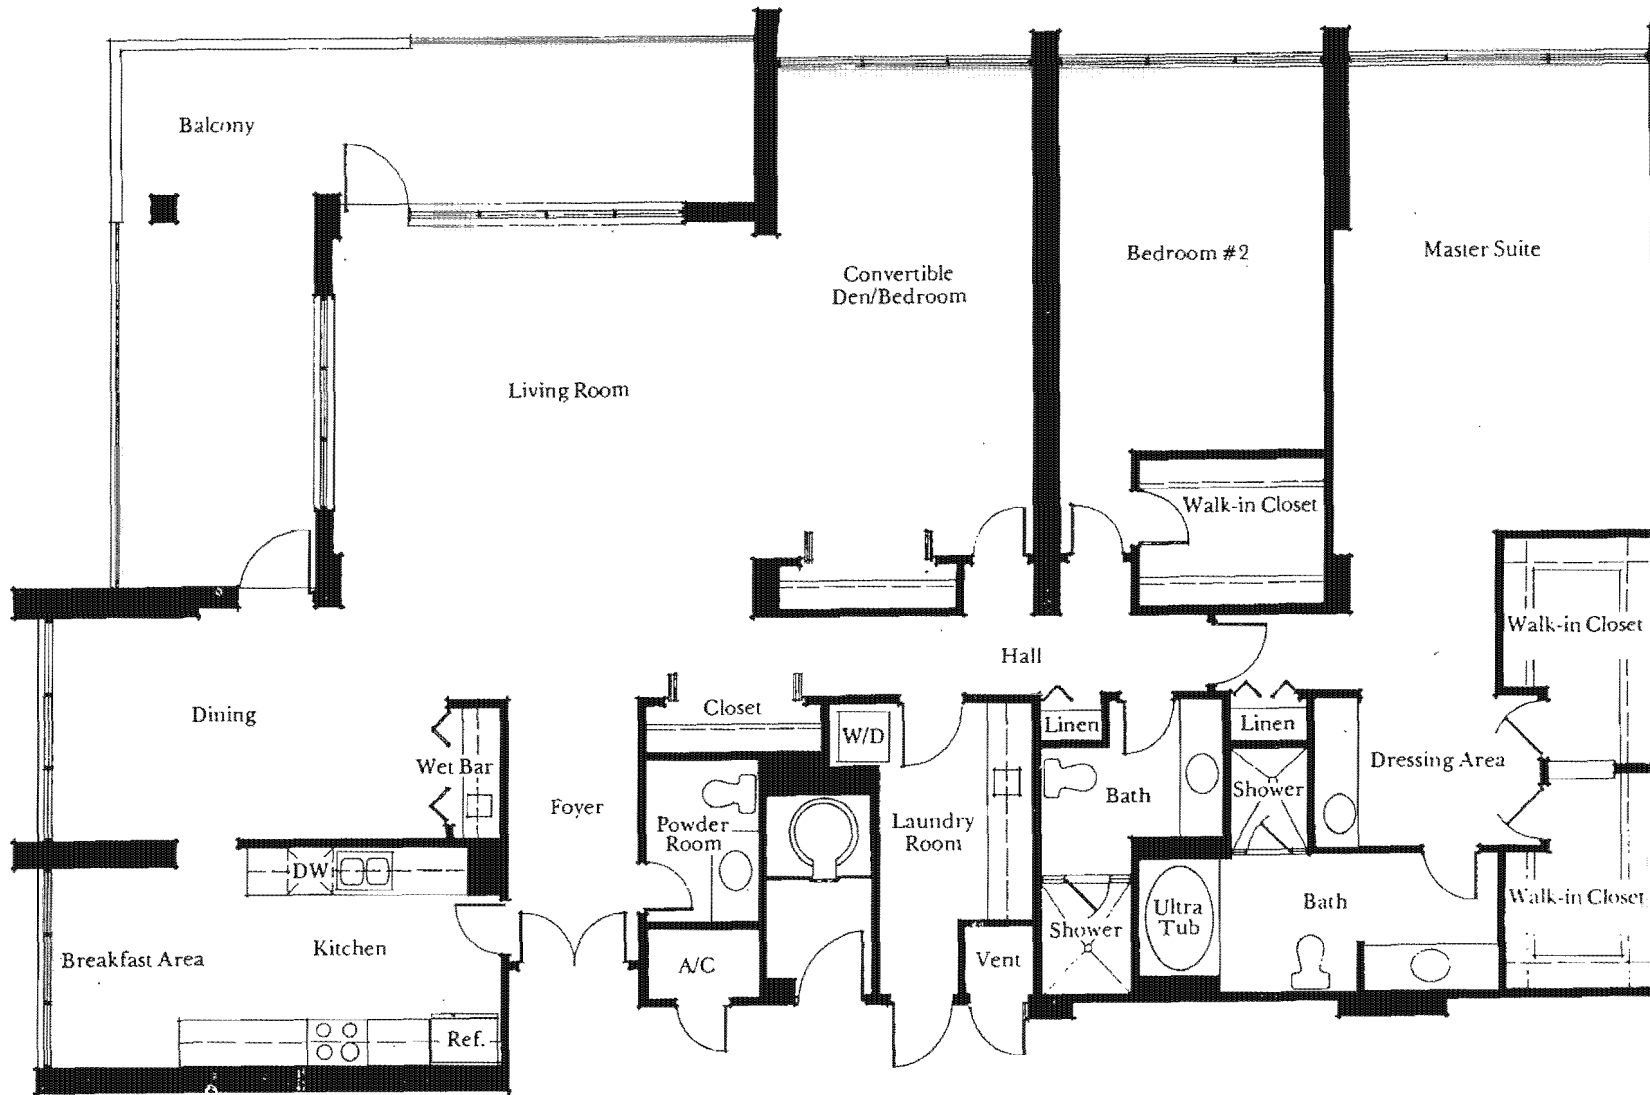 Balcony
Convertible
Den/Bedroom
Bedroom #2
Master Suite
Living Room
Walk-in Closet
Walk-in Closet
Hall
Dining
Closet
W/D
Linen
Linen
Wet Bar
Dressing Area
Shower
Bath
Foyer
Powder
Room
Laundry
Room
DW
Walk-in Closet
Bath
Ultra
Tub
Shower
Kitchen
Breakfast Area
A/C
Vent
Ref.